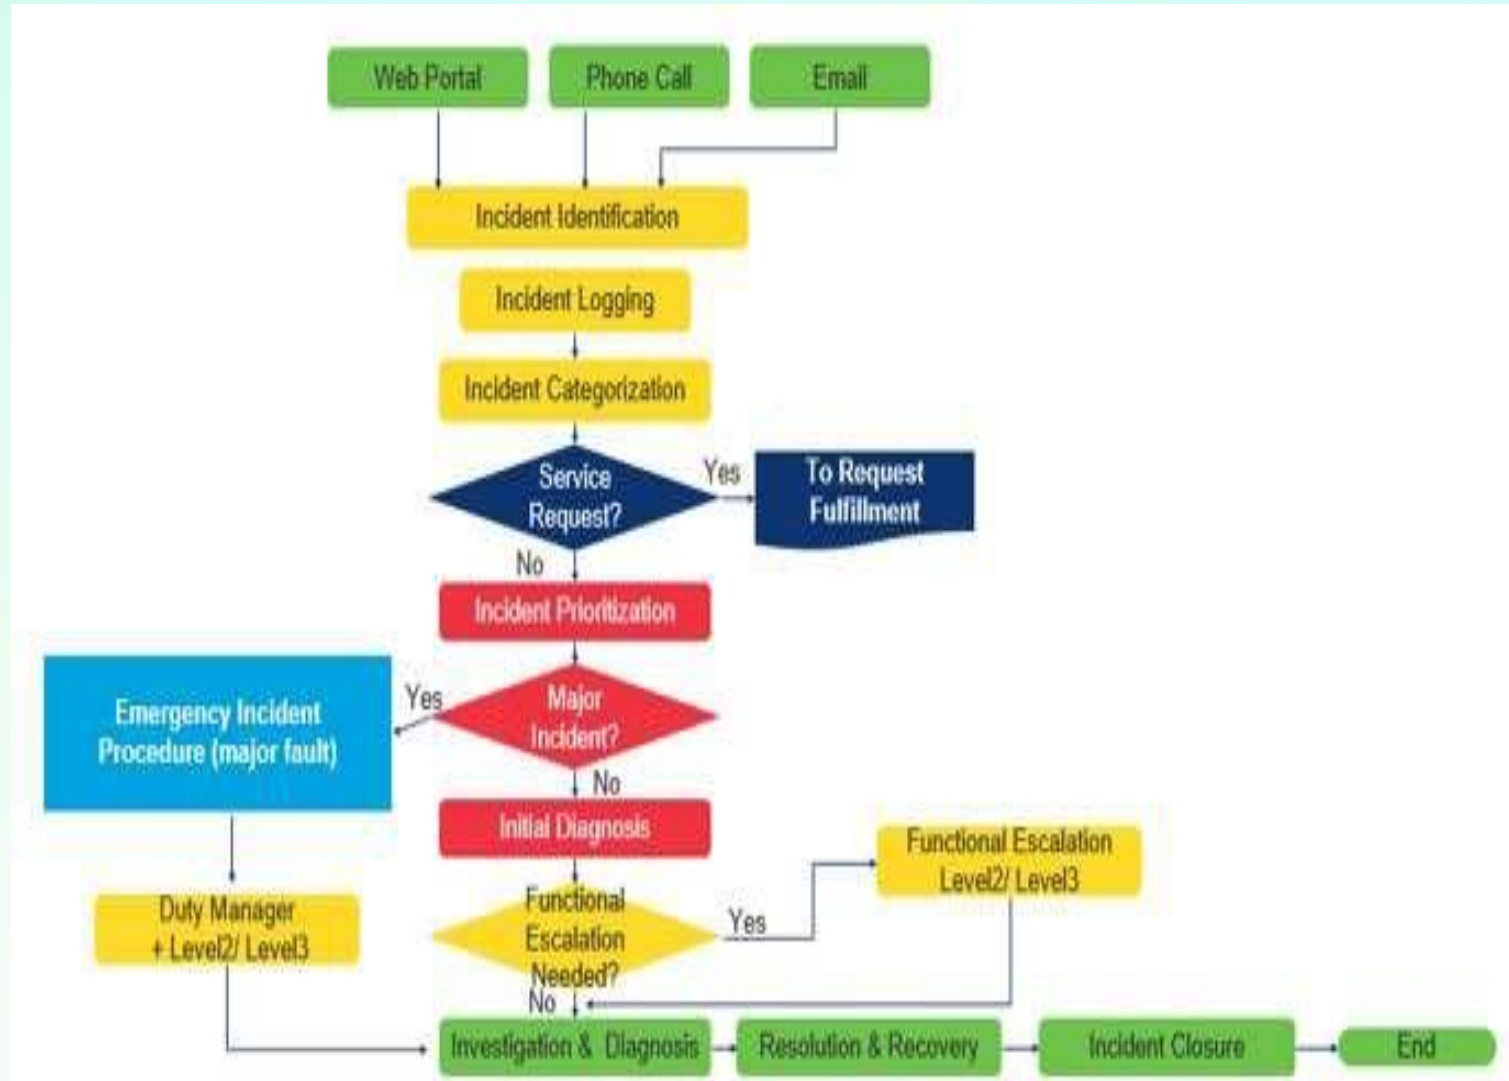 Web Portal
Phone Call
Email
Incident Identification
Incident Logging
Incident Categorization
Service
Request?
Yes
To Request
Fulfillment
No
Incident Prioritization
Major
Incident?
Yes
Emergency Incident
Procedure (major fault)
No
Initial Diagnosis
Functional Escalation
Level2/ Level3
Functional
Escalation
Needed?
Yes
Duty Manager
+ Level2/ Level3
No
Investigation & Diagnosis
Resolution & Recovery
Incident Closure
End